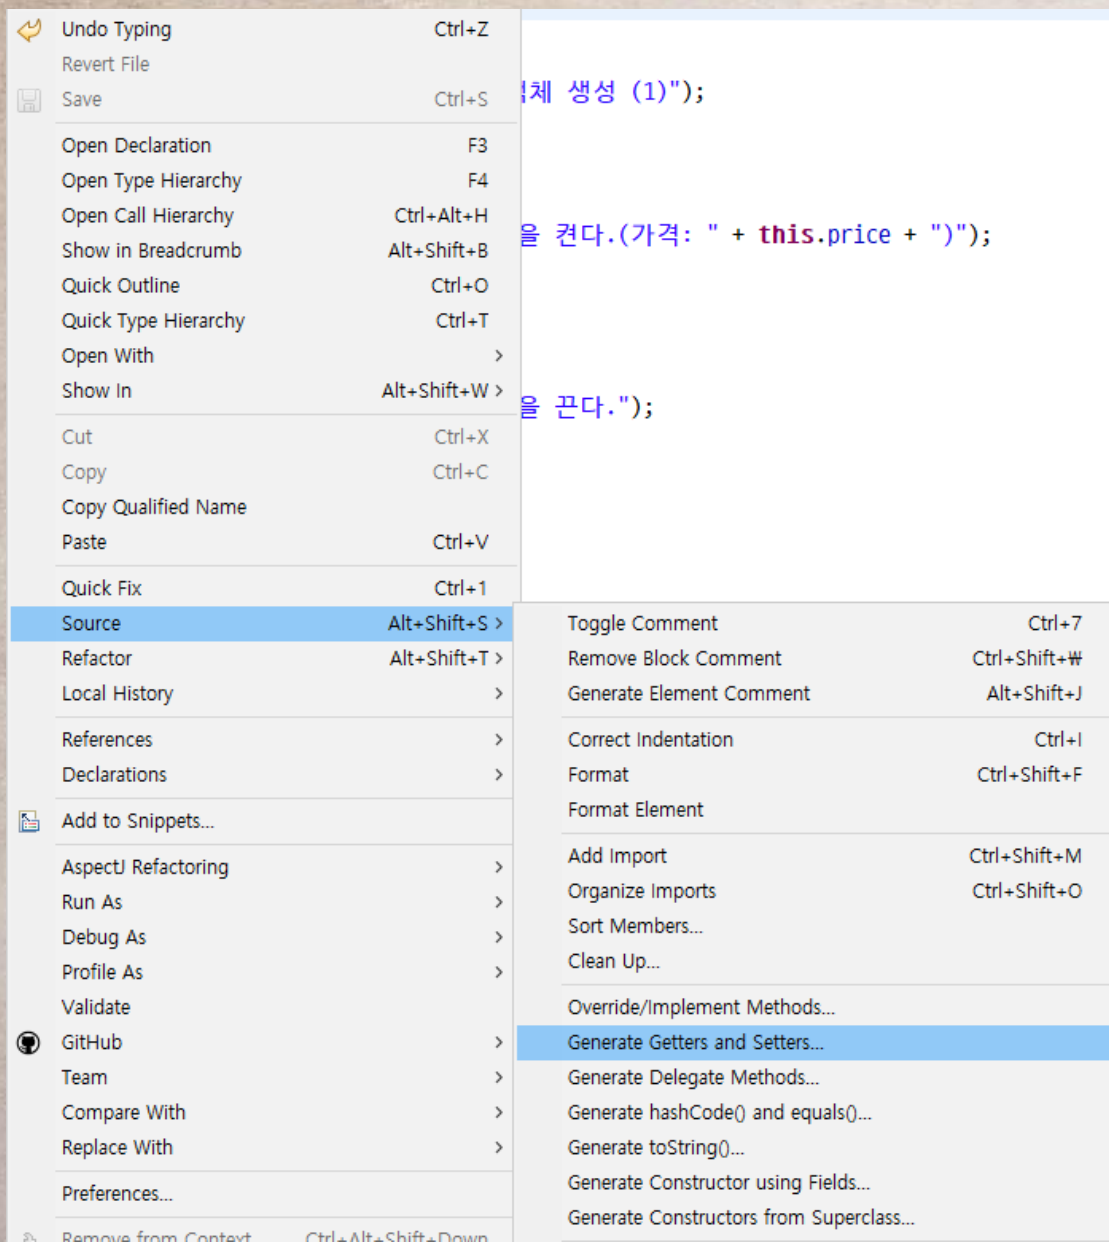 Undo Typing Ctrl+Z
Revert File
Save Ctrl+S
체 생성 (1)");
Open Declaration F3
Open Type Hierarchy F4
Open Call Hierarchy Ctrl+Alt+H
을 켠다.(가격: " + this.price + ")");
Show in Breadcrumb Alt+Shift+B
Quick Outline Ctrl+O
Quick Type Hierarchy Ctrl+T
Open With >
Show In Alt+Shift+W >
을 끈다.");
Cut Ctrl+X
Copy Ctrl+C
Copy Qualified Name
Paste Ctrl+V
Quick Fix Ctrl+1
Source Alt+Shift+S >
Refactor Alt+Shift+T >
Local History >
References >
Declarations >
Add to Snippets...
AspectJ Refactoring >
Run As >
Debug As >
Profile As >
Validate
GitHub >
Team >
Compare With >
Replace With >
Preferences...
Remove from Context Ctrl+Alt+Shift+Down
Toggle Comment Ctrl+7
Remove Block Comment Ctrl+Shift+₩
Generate Element Comment Alt+Shift+J
Correct Indentation Ctrl+I
Format Ctrl+Shift+F
Format Element
Add Import Ctrl+Shift+M
Organize Imports Ctrl+Shift+O
Sort Members...
Clean Up...
Override/Implement Methods...
Generate Getters and Setters...
Generate Delegate Methods...
Generate hashCode() and equals()...
Generate toString()...
Generate Constructor using Fields...
Generate Constructors from Superclass...